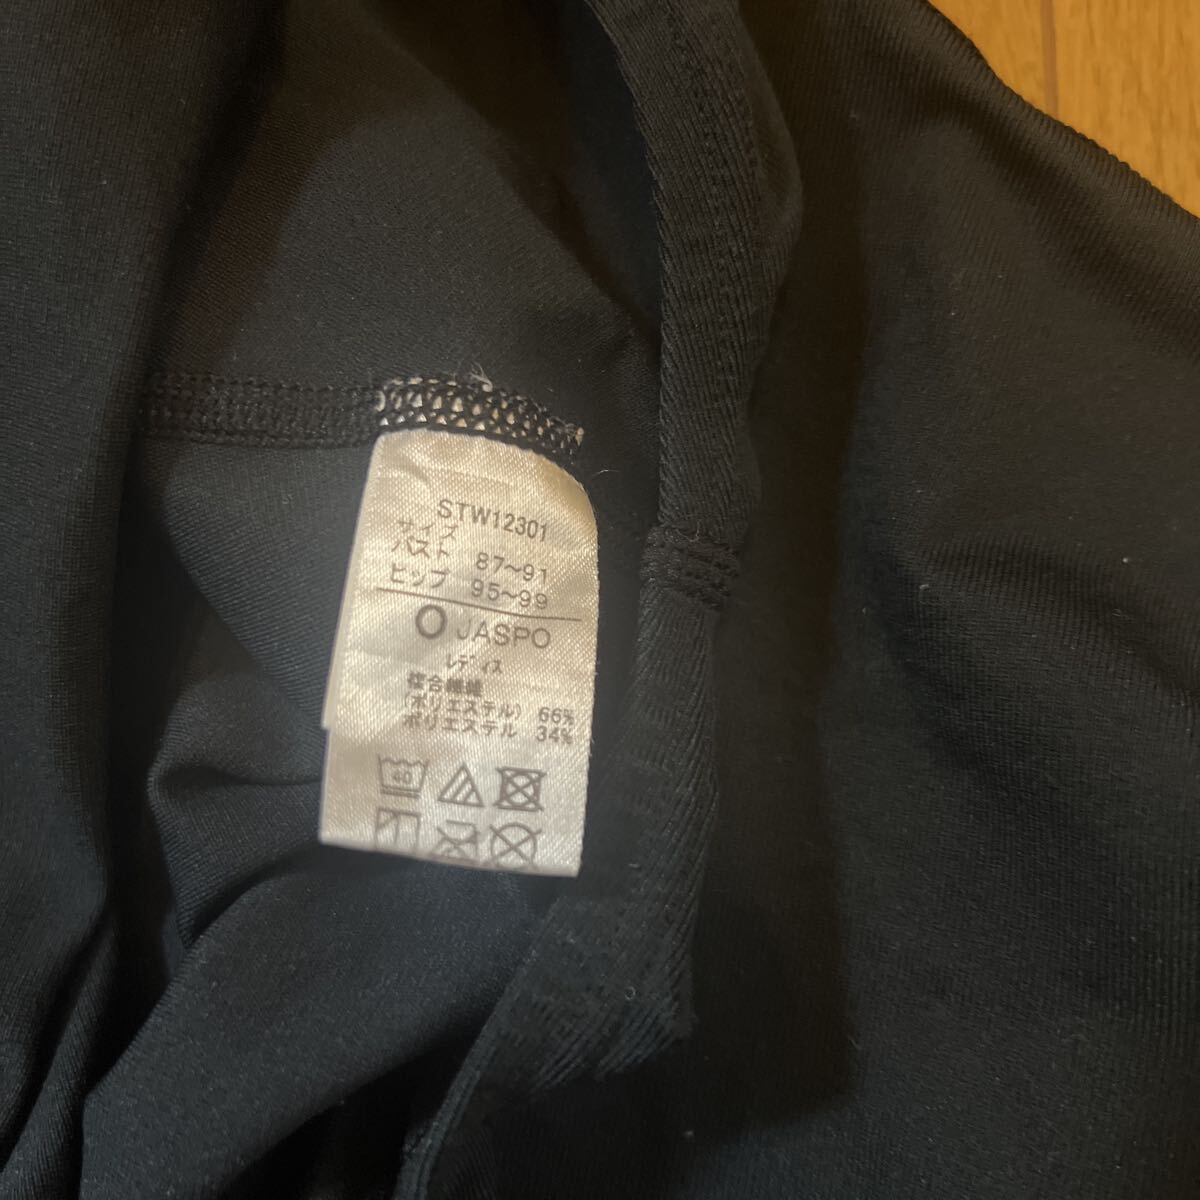 STW12301
サイズ
バスト 87~91
ヒップ 95~99
O JASPO
レディス
複合繊維
(ポリエステル) 66%
ポリエステル 34%
40